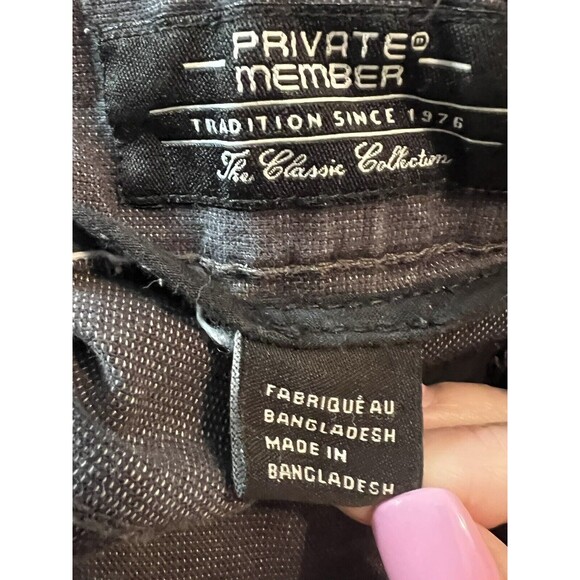 PRIVATE®
MEMBER
TRADITION SINCE 1976
The Classic Collection
FABRIQUÉ AU
BANGLADESH
MADE IN
BANGLADESH